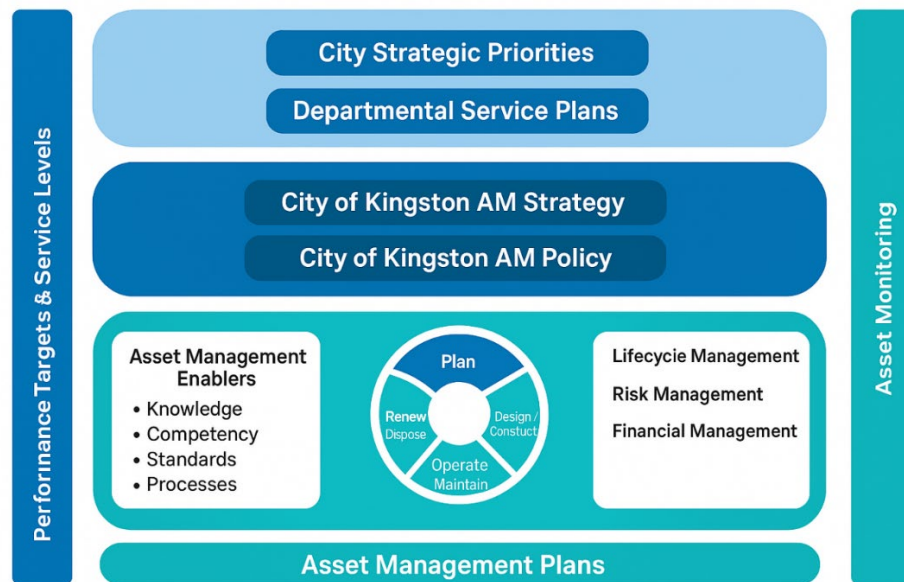 Performance Targets & Service Levels
City Strategic Priorities
Departmental Service Plans
City of Kingston AM Strategy
City of Kingston AM Policy
Asset Management
Enablers
• Knowledge
• Competency
• Standards
• Processes
Plan
Renew
Dispose
Design /
Constuct
Operate
Maintain
Lifecycie Management
Risk Management
Financial Management
Asset Management Plans
Asset Monitoring